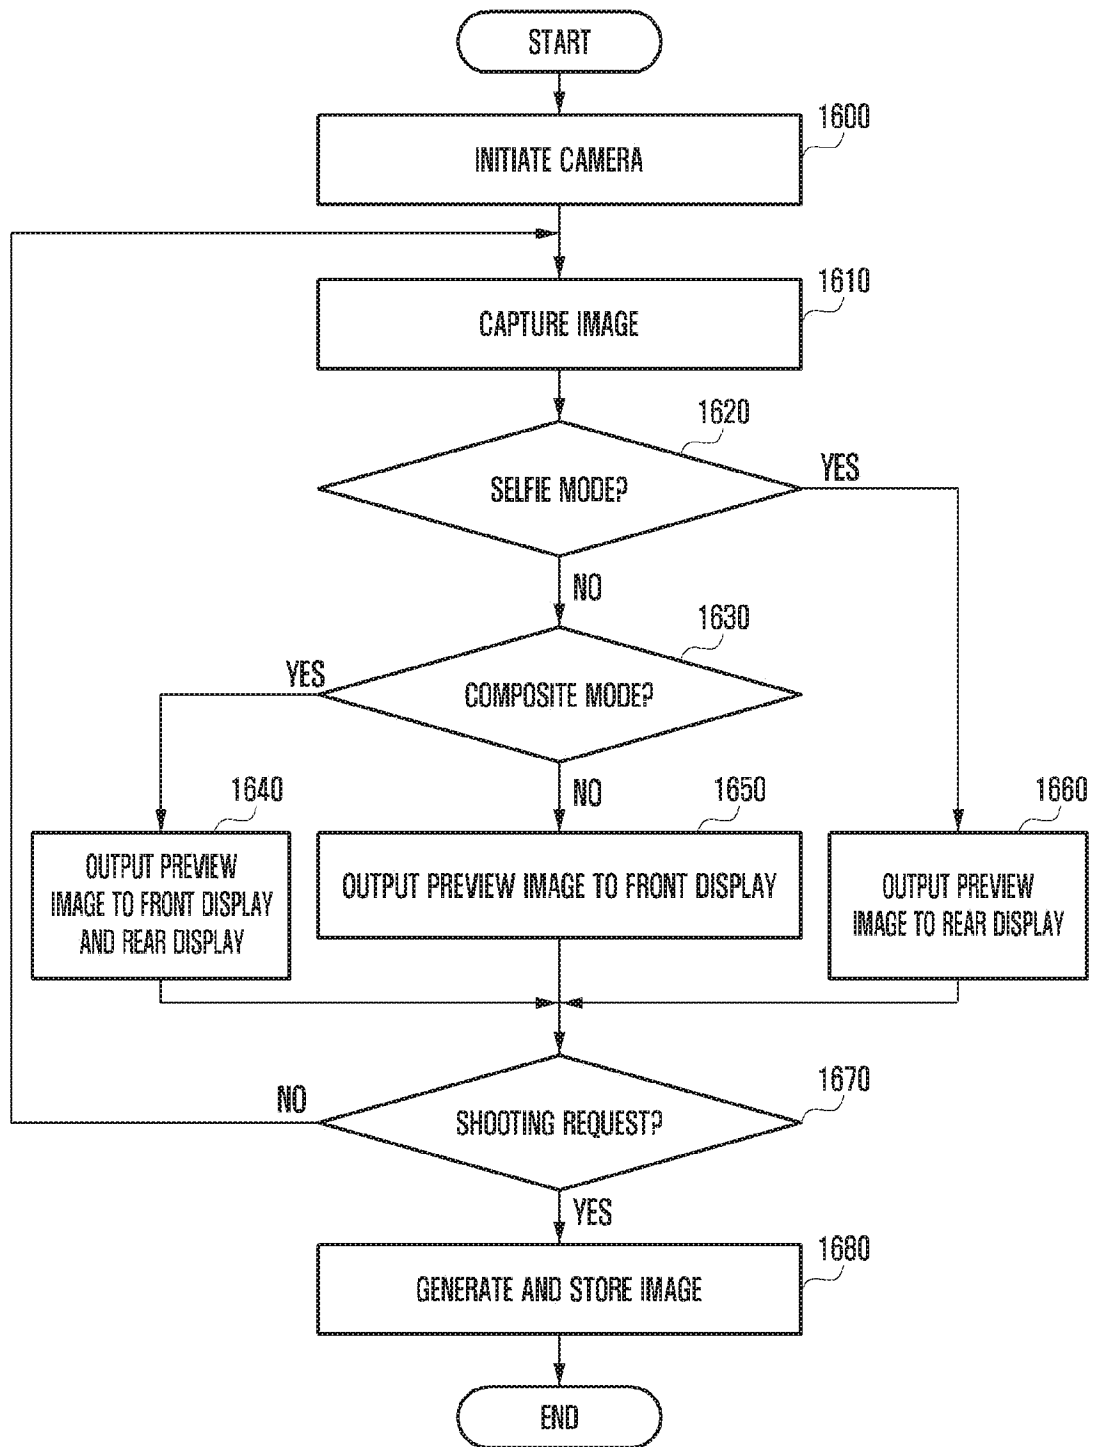 START
1600
INITIATE CAMERA
1610
CAPTURE IMAGE
1620
SELFIE MODE?
YES
NO
1630
COMPOSITE MODE?
YES
NO
1640
OUTPUT PREVIEW
IMAGE TO FRONT DISPLAY
AND REAR DISPLAY
1650
OUTPUT PREVIEW IMAGE TO FRONT DISPLAY
1660
OUTPUT PREVIEW
IMAGE TO REAR DISPLAY
1670
SHOOTING REQUEST?
NO
YES
1680
GENERATE AND STORE IMAGE
END